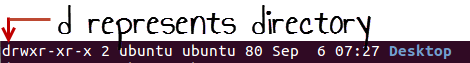 d represents directory
drwxr-xr-x 2 ubuntu ubuntu 80 Sep  6 07:27 Desktop